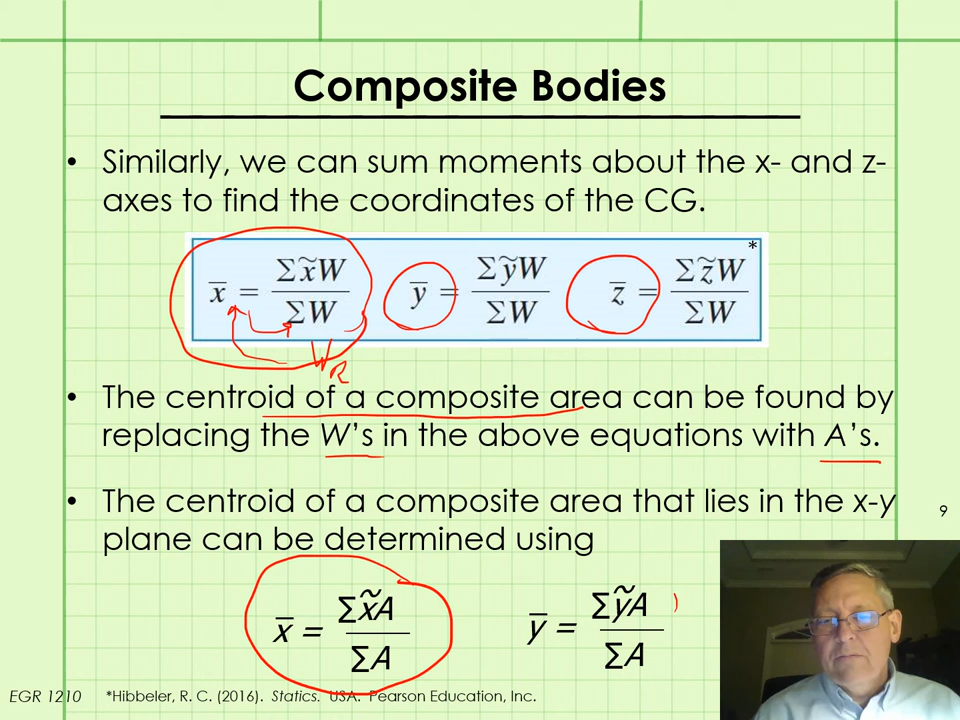 Composite Bodies
• Similarly, we can sum moments about the x- and z-
axes to find the coordinates of the CG.
x̄ = Σx̃W / ΣW    ȳ = Σỹ​W / ΣW    z̄ = Σz̃W / ΣW *
W_R
• The centroid of a composite area can be found by
replacing the W's in the above equations with A's.
• The centroid of a composite area that lies in the x-y
plane can be determined using
x̄ = Σx̃A / ΣA    ȳ = ΣỹA / ΣA
9
EGR 1210 *Hibbeler, R. C. (2016). Statics. USA. Pearson Education, Inc.